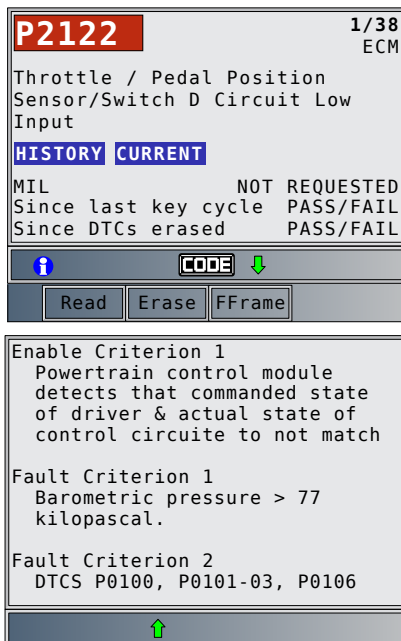 P2122 1/38
ECM
Throttle / Pedal Position
Sensor/Switch D Circuit Low
Input
HISTORY CURRENT
MIL NOT REQUESTED
Since last key cycle PASS/FAIL
Since DTCs erased PASS/FAIL
i CODE
Read Erase FFrame
Enable Criterion 1
Powertrain control module
detects that commanded state
of driver & actual state of
control circuite to not match
Fault Criterion 1
Barometric pressure > 77
kilopascal.
Fault Criterion 2
DTCS P0100, P0101-03, P0106